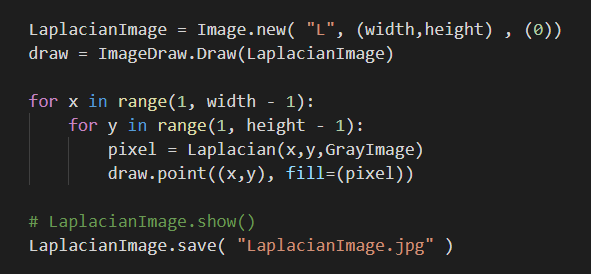 LaplacianImage = Image.new( "L", (width,height) , (0))
draw = ImageDraw.Draw(LaplacianImage)
for x in range(1, width - 1):
for y in range(1, height - 1):
pixel = Laplacian(x,y,GrayImage)
draw.point((x,y), fill=(pixel))
# LaplacianImage.show()
LaplacianImage.save( "LaplacianImage.jpg" )